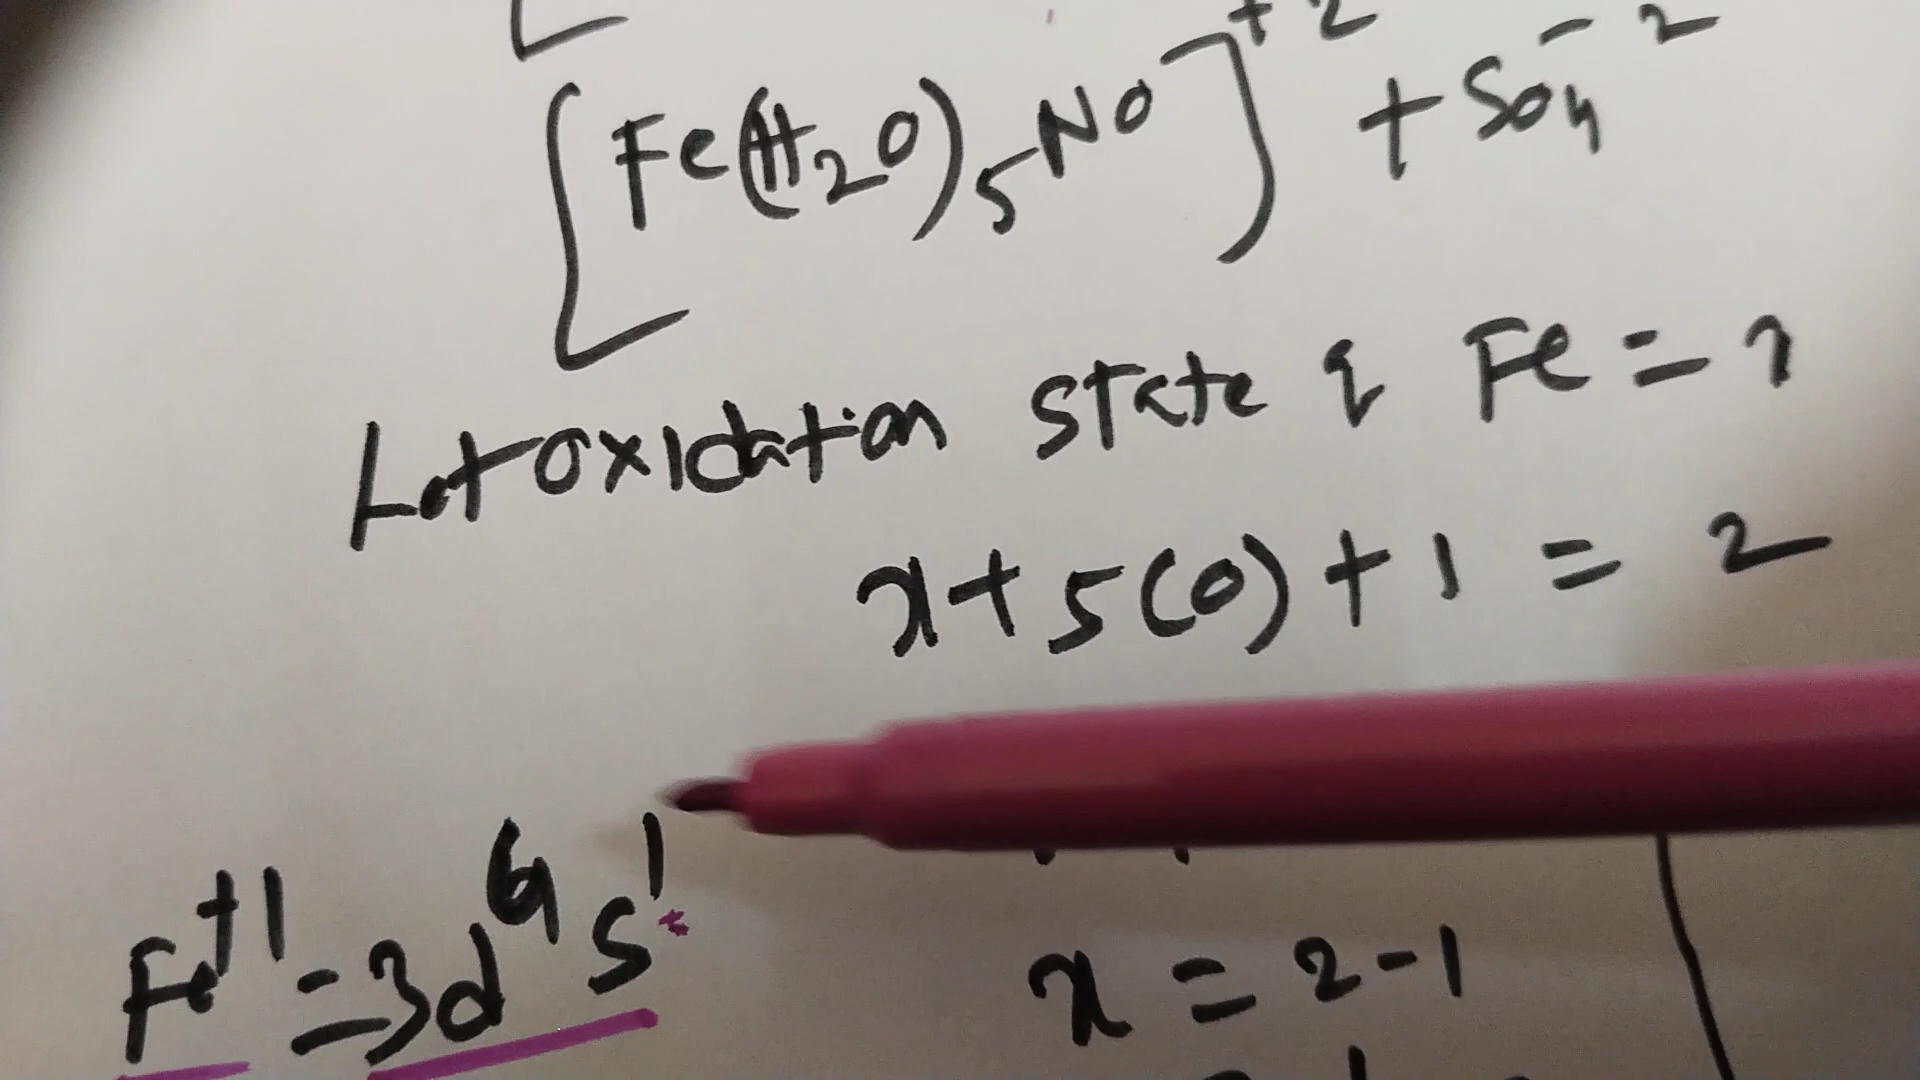 [Fe(H2O)5NO]+2 + SO4-2
Let oxidation state of Fe = x
x + 5(0) + 1 = 2
Fe+1 = 3d6 s1
x = 2-1